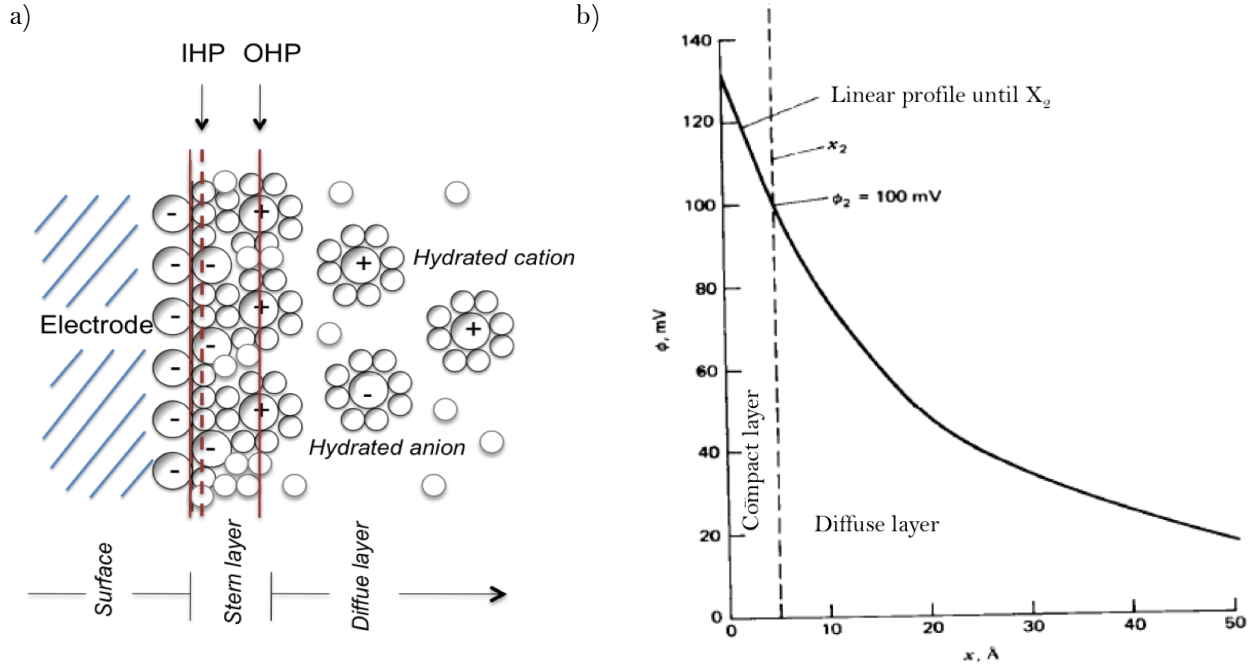 a)
IHP OHP
Electrode
Hydrated cation
Hydrated anion
Surface
Stern layer
Diffue layer
+
-
+
-
-
+
-
+
+
-
-
-
-
-
+
-
-
b)
140
120
100
80
60
40
20
0
ϕ, mV
Linear profile until X₂
x₂
ϕ₂ = 100 mV
Compact layer
Diffuse layer
0 10 20 30 40 50
x, Å